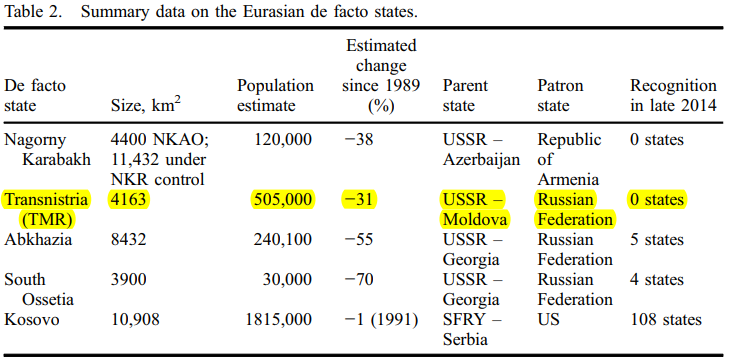 Table 2. Summary data on the Eurasian de facto states.
De facto state | Size, km² | Population estimate | Estimated change since 1989 (%) | Parent state | Patron state | Recognition in late 2014
Nagorny Karabakh | 4400 NKAO; 11,432 under NKR control | 120,000 | −38 | USSR – Azerbaijan | Republic of Armenia | 0 states
Transnistria (TMR) | 4163 | 505,000 | −31 | USSR – Moldova | Russian Federation | 0 states
Abkhazia | 8432 | 240,100 | −55 | USSR – Georgia | Russian Federation | 5 states
South Ossetia | 3900 | 30,000 | −70 | USSR – Georgia | Russian Federation | 4 states
Kosovo | 10,908 | 1815,000 | −1 (1991) | SFRY – Serbia | US | 108 states